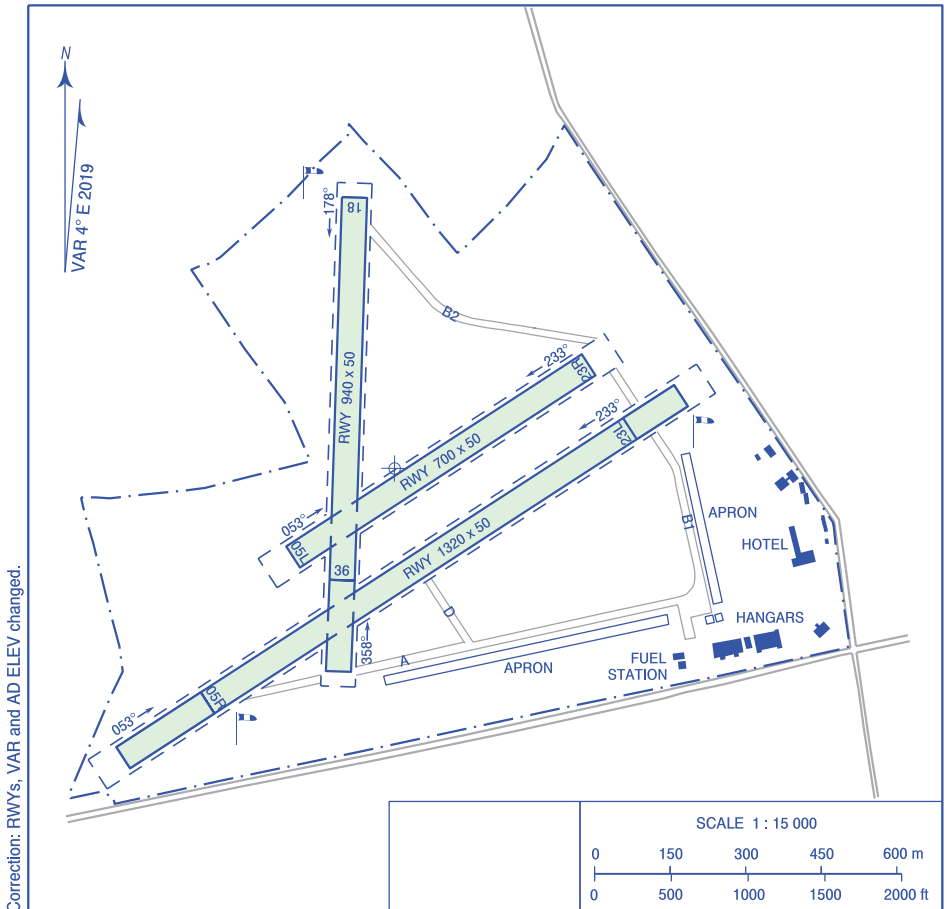 N
VAR 4° E 2019
178°
18
B2
RWY 940 x 50
233°
23R
233°
23L
RWY 700 x 50
053°
05L
RWY 1320 x 50
B1
APRON
HOTEL
36
D
HANGARS
358°
A
APRON
FUEL
STATION
053°
05R
Correction: RWYs, VAR and AD ELEV changed.
SCALE 1 : 15 000
0 150 300 450 600 m
0 500 1000 1500 2000 ft